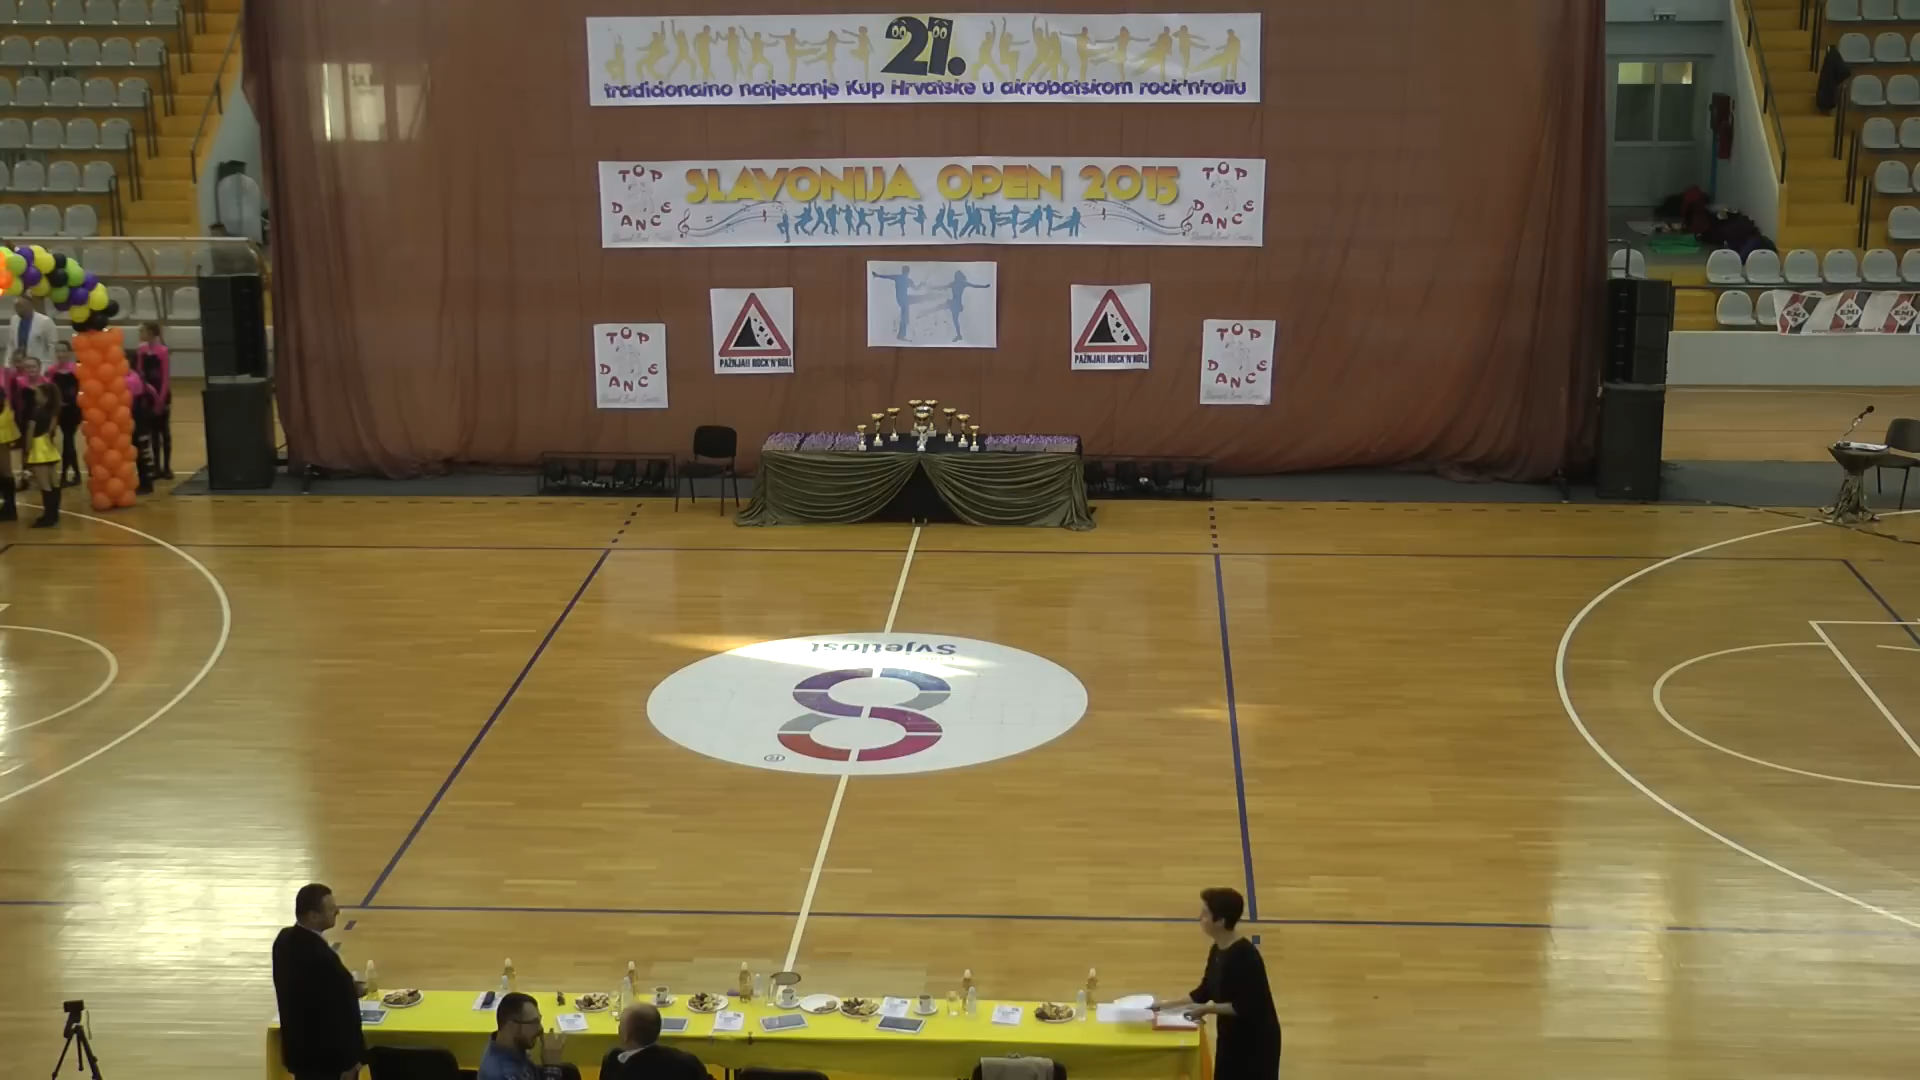 21.
tradicionalno natjecanje Kup Hrvatske u akrobatskom rock'n'rollu
TOP DANCE
SLAVONIJA OPEN 2015
TOP DANCE
PAŽNJA!! ROCK'N'ROLL
PAŽNJA!! ROCK'N'ROLL
TOP DANCE
TOP DANCE
EMI
Svjetlost